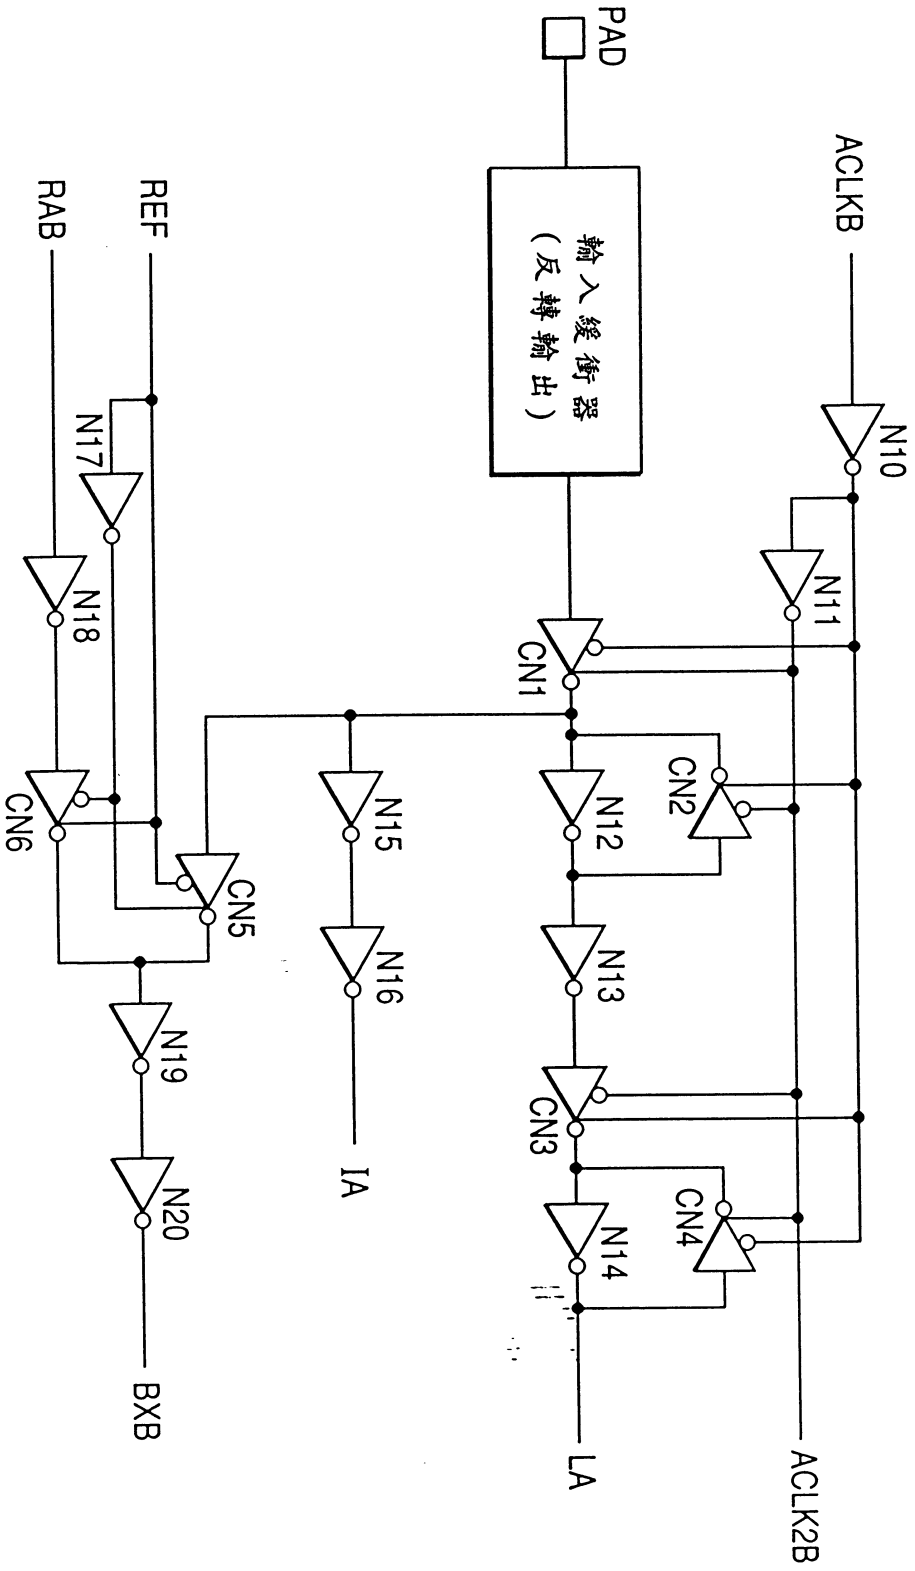 ACLKB
N10
N11
ACLK2B
PAD
輸入緩衝器
(反轉輸出)
CN1
CN2
N12
N13
CN3
CN4
N14
LA
N15
N16
IA
REF
RAB
N17
N18
CN5
CN6
N19
N20
BXB